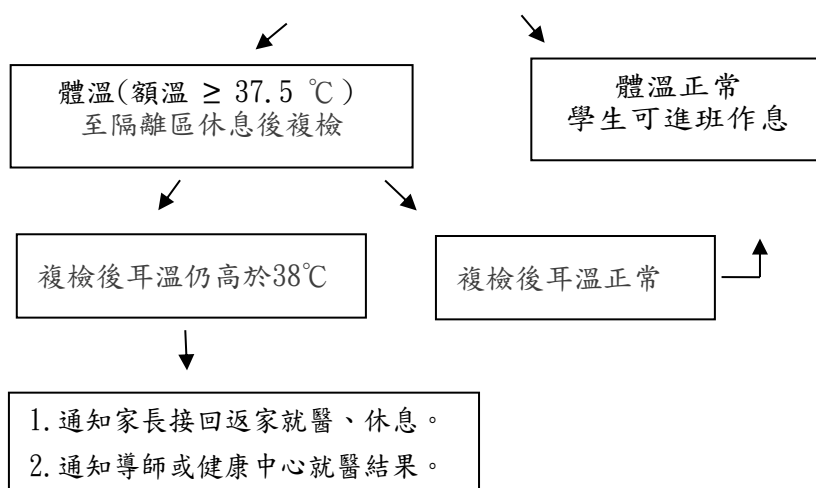 體溫(額溫 ≥ 37.5 ℃)
至隔離區休息後複檢
體溫正常
學生可進班作息
複檢後耳溫仍高於38℃
複檢後耳溫正常
1.通知家長接回返家就醫、休息。
2.通知導師或健康中心就醫結果。